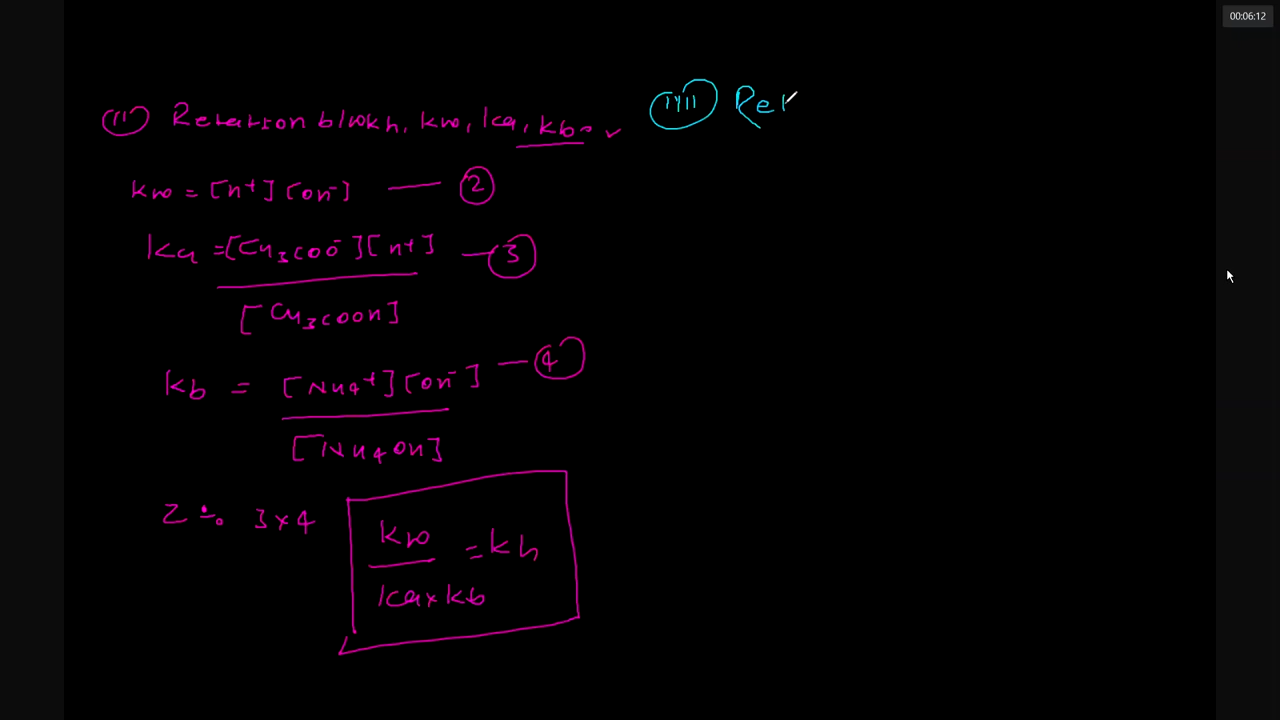 00:06:12
(ii) Relation b/w kh, kw, ka, kb ✓
kw = [H+] [OH-] —— (2)
ka = [CH3COO-][H+] — (3)
[CH3COOH]
kb = [NH4+][OH-] — (4)
[NH4OH]
2 ÷ 3×4
kw
= kh
ka×kb
(iii) Rel